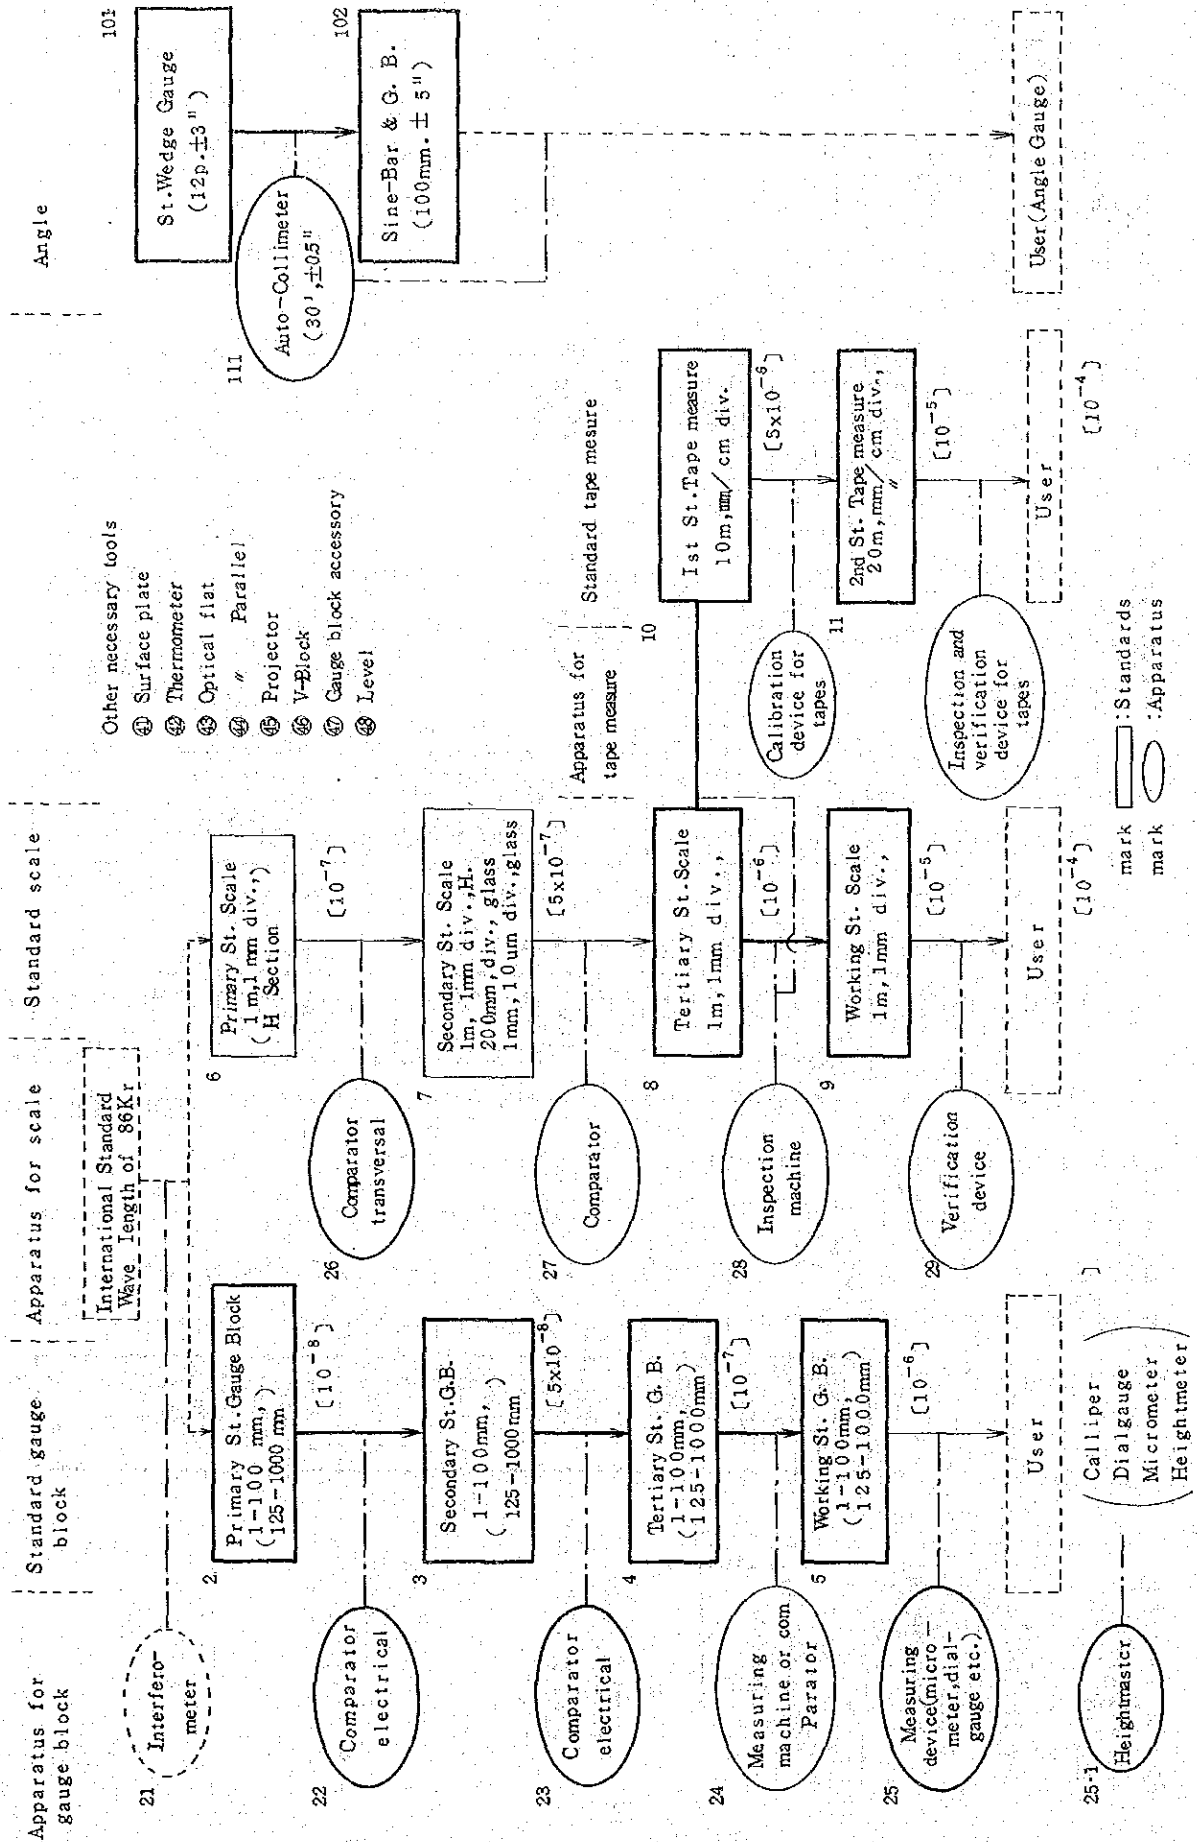 Apparatus for
gauge block
Standard gauge
block
Apparatus for scale
Standard scale
Angle
International Standard
Wave length of 86Kr
21
Interfero-
meter
2
Primary St. Gauge Block
1-100 mm,
(125-1000 mm)
[10⁻⁸]
22
Comparator
electrical
3
Secondary St.G.B.
(1-100mm,
125-1000mm)
[5x10⁻⁸]
23
Comparator
electrical
4
Tertiary St. G. B.
(1-100mm,
125-1000mm)
[10⁻⁷]
24
Measuring
machine or com
Parator
5
Working St. G. B.
(1-100mm,
125-1000mm)
[10⁻⁶]
25
Measuring
device(micro-
meter,dial-
gauge etc.)
User
25-1
Heightmaster
(Calliper
Dialgauge
Micrometer
Heightmeter)
6
Primary St. Scale
(1m,1mm div.,)
H Section
[10⁻⁷]
26
Comparator
transversal
7
Secondary St. Scale
1m, 1mm div.,H.
200mm,div., glass
1mm,10um div.,glass
[5x10⁻⁷]
27
Comparator
8
Tertiary St.Scale
1m,1mm div.,
[10⁻⁶]
28
Inspection
machine
9
Working St. Scale
1m,1mm div.,
[10⁻⁵]
29
Verification
device
User
[10⁻⁴]
Other necessary tools
㊶ Surface plate
㊷ Thermometer
㊸ Optical flat
㊹ 〃 Parallel
㊺ Projector
㊻ V-Block
㊼ Gauge block accessory
㊽ Level
Apparatus for
tape measure
Standard tape mesure
10
1st St.Tape measure
10m,mm/cm div.
[5x10⁻⁶]
Calibration
device for
tapes
11
2nd St. Tape measure
20m,mm/cm div.,
〃
[10⁻⁵]
Inspection and
verification
device for
tapes
User
[10⁻⁴]
mark :Standards
mark :Apparatus
101
St.Wedge Gauge
(12p.±3")
111
Auto-Collimeter
(30',±05")
102
Sine-Bar & G. B.
(100mm.± 5")
User(Angle Gauge)